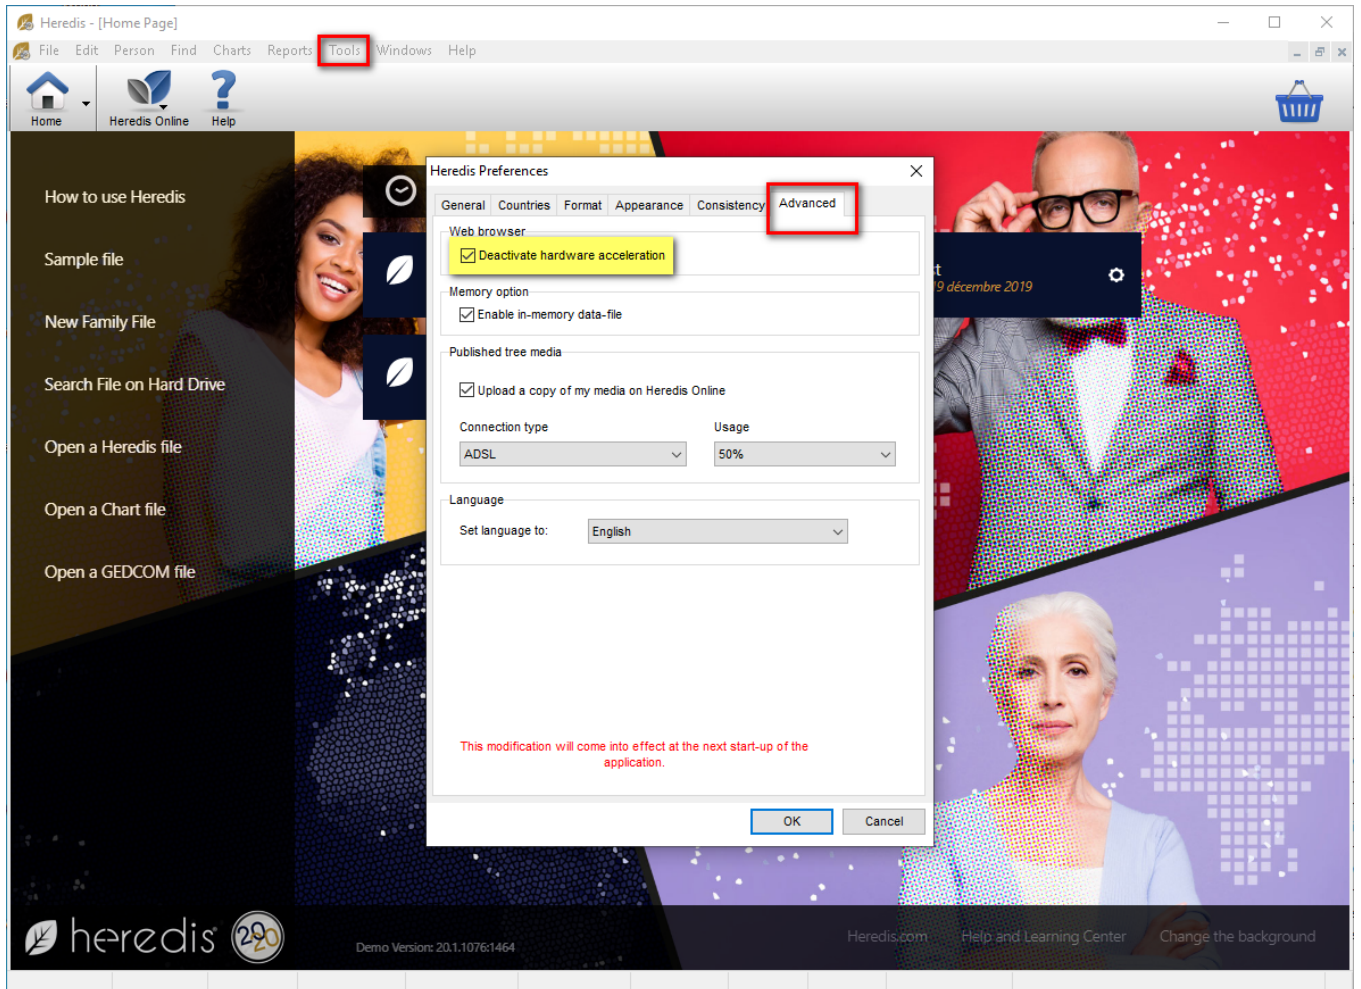 Heredis - [Home Page]
File Edit Person Find Charts Reports Tools Windows Help
Home
Heredis Online
Help
How to use Heredis
Sample file
New Family File
Search File on Hard Drive
Open a Heredis file
Open a Chart file
Open a GEDCOM file
Heredis Preferences
General Countries Format Appearance Consistency Advanced
Web browser
Deactivate hardware acceleration
Memory option
Enable in-memory data-file
Published tree media
Upload a copy of my media on Heredis Online
Connection type Usage
ADSL 50%
Language
Set language to: English
This modification will come into effect at the next start-up of the
application.
OK Cancel
st
19 décembre 2019
heredis 2020
Demo Version: 20.1.1076:1464
Heredis.com Help and Learning Center Change the background